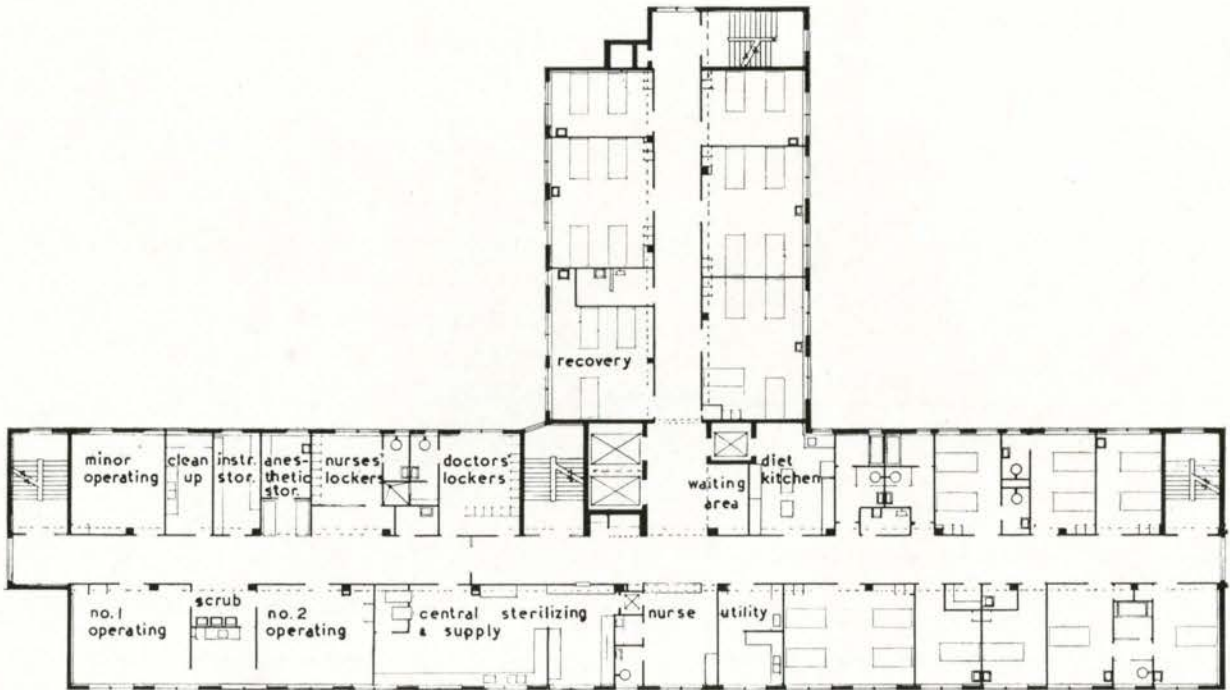 recovery
minor
operating
clean
up
instr.
stor.
anes-
thetic
stor.
nurses'
lockers
doctors'
lockers
waiting
area
diet
kitchen
no.1
operating
scrub
no.2
operating
central sterilizing
& supply
nurse
utility